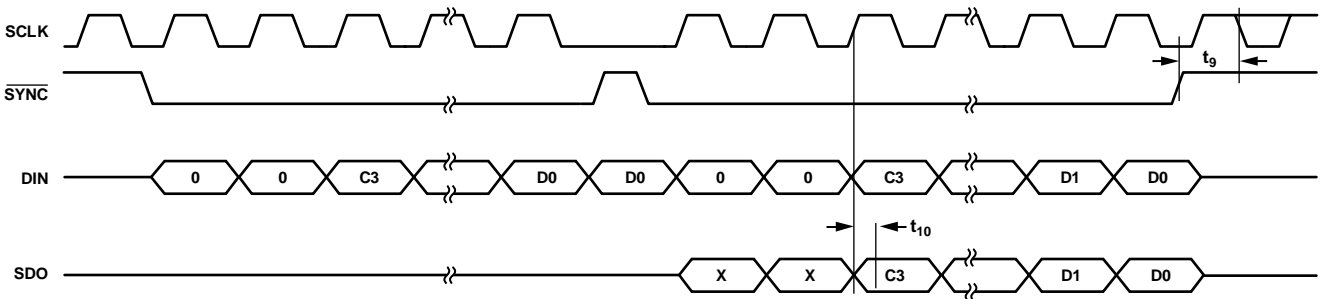 SCLK
t9
SYNC
DIN 0 0 C3 D0 D0 0 0 C3 D1 D0
t10
SDO X X C3 D1 D0